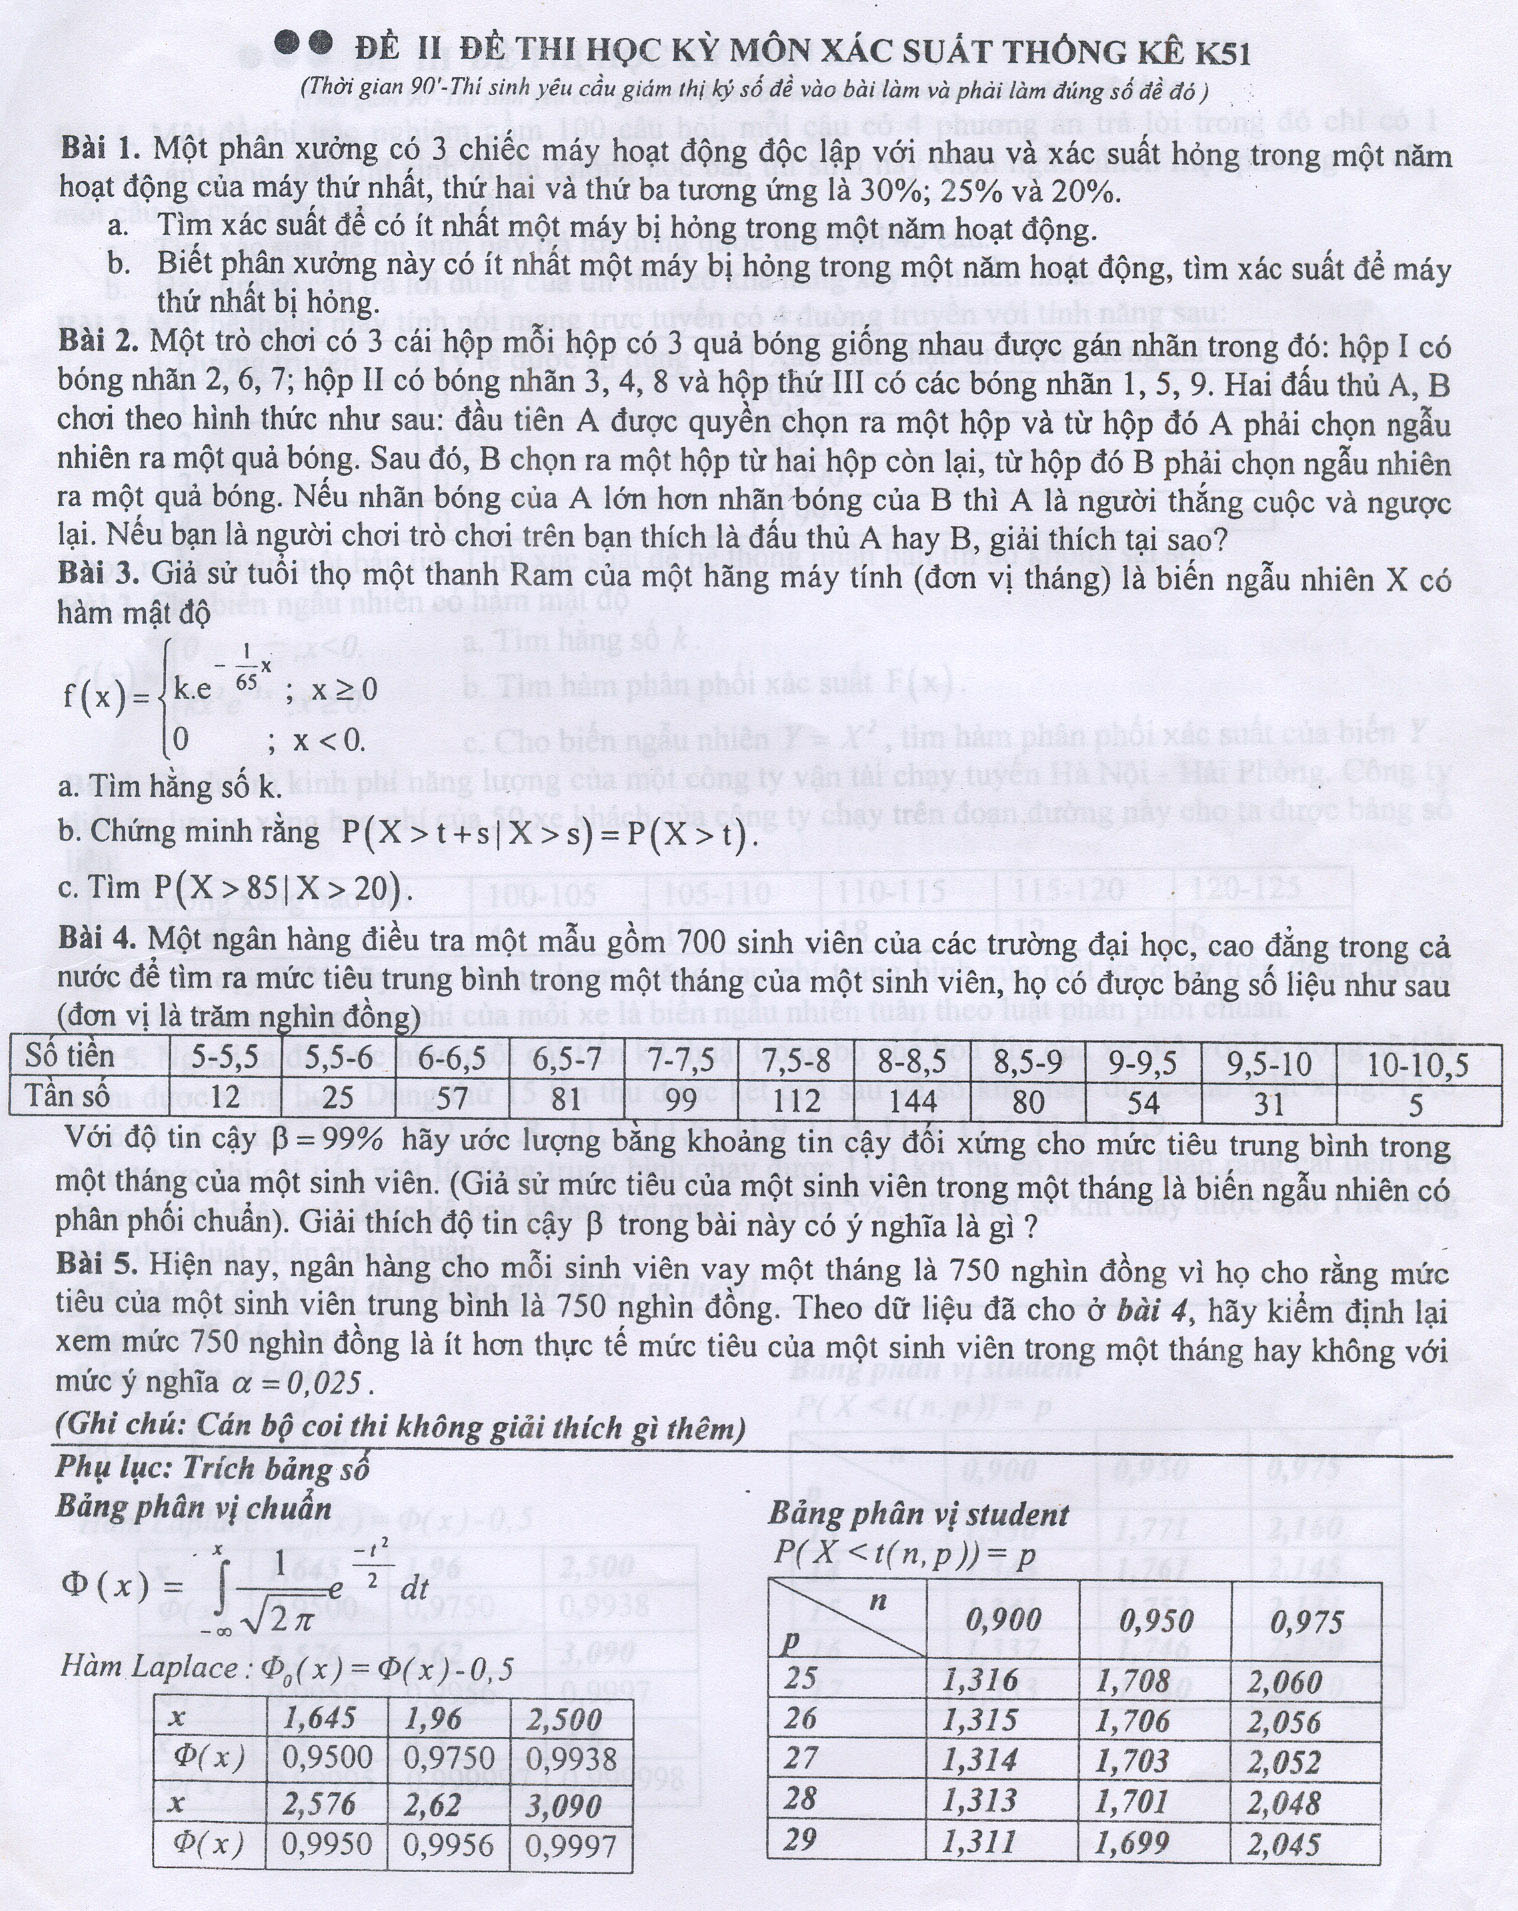 ĐỀ II ĐỀ THI HỌC KỲ MÔN XÁC SUẤT THỐNG KÊ K51
(Thời gian 90'-Thí sinh yêu cầu giám thị ký số đề vào bài làm và phải làm đúng số đề đó )
Bài 1. Một phân xưởng có 3 chiếc máy hoạt động độc lập với nhau và xác suất hỏng trong một năm
hoạt động của máy thứ nhất, thứ hai và thứ ba tương ứng là 30%; 25% và 20%.
a. Tìm xác suất để có ít nhất một máy bị hỏng trong một năm hoạt động.
b. Biết phân xưởng này có ít nhất một máy bị hỏng trong một năm hoạt động, tìm xác suất để máy
thứ nhất bị hỏng.
Bài 2. Một trò chơi có 3 cái hộp mỗi hộp có 3 quả bóng giống nhau được gán nhãn trong đó: hộp I có
bóng nhãn 2, 6, 7; hộp II có bóng nhãn 3, 4, 8 và hộp thứ III có các bóng nhãn 1, 5, 9. Hai đấu thủ A, B
chơi theo hình thức như sau: đầu tiên A được quyền chọn ra một hộp và từ hộp đó A phải chọn ngẫu
nhiên ra một quả bóng. Sau đó, B chọn ra một hộp từ hai hộp còn lại, từ hộp đó B phải chọn ngẫu nhiên
ra một quả bóng. Nếu nhãn bóng của A lớn hơn nhãn bóng của B thì A là người thắng cuộc và ngược
lại. Nếu bạn là người chơi trò chơi trên bạn thích là đấu thủ A hay B, giải thích tại sao?
Bài 3. Giả sử tuổi thọ một thanh Ram của một hãng máy tính (đơn vị tháng) là biến ngẫu nhiên X có
hàm mật độ
f(x)= { k.e^{-\frac{1}{65}x} ; x ≥ 0
0 ; x < 0.
a. Tìm hằng số k.
b. Chứng minh rằng P(X > t + s | X > s) = P(X > t).
c. Tìm P(X > 85 | X > 20).
Bài 4. Một ngân hàng điều tra một mẫu gồm 700 sinh viên của các trường đại học, cao đẳng trong cả
nước để tìm ra mức tiêu trung bình trong một tháng của một sinh viên, họ có được bảng số liệu như sau
(đơn vị là trăm nghìn đồng)
Số tiền 5-5,5 5,5-6 6-6,5 6,5-7 7-7,5 7,5-8 8-8,5 8,5-9 9-9,5 9,5-10 10-10,5
Tần số 12 25 57 81 99 112 144 80 54 31 5
Với độ tin cậy β = 99% hãy ước lượng bằng khoảng tin cậy đối xứng cho mức tiêu trung bình trong
một tháng của một sinh viên. (Giả sử mức tiêu của một sinh viên trong một tháng là biến ngẫu nhiên có
phân phối chuẩn). Giải thích độ tin cậy β trong bài này có ý nghĩa là gì ?
Bài 5. Hiện nay, ngân hàng cho mỗi sinh viên vay một tháng là 750 nghìn đồng vì họ cho rằng mức
tiêu của một sinh viên trung bình là 750 nghìn đồng. Theo dữ liệu đã cho ở bài 4, hãy kiểm định lại
xem mức 750 nghìn đồng là ít hơn thực tế mức tiêu của một sinh viên trong một tháng hay không với
mức ý nghĩa α = 0,025 .
(Ghi chú: Cán bộ coi thi không giải thích gì thêm)
Phụ lục: Trích bảng số
Bảng phân vị chuẩn
Φ(x) = \int_{-∞}^{x} \frac{1}{\sqrt{2π}} e^{\frac{-t^2}{2}} dt
Hàm Laplace : Φ₀(x) = Φ(x)-0,5
x 1,645 1,96 2,500
Φ(x) 0,9500 0,9750 0,9938
x 2,576 2,62 3,090
Φ(x) 0,9950 0,9956 0,9997
Bảng phân vị student
P( X < t( n, p )) = p
n 0,900 0,950 0,975
p
25 1,316 1,708 2,060
26 1,315 1,706 2,056
27 1,314 1,703 2,052
28 1,313 1,701 2,048
29 1,311 1,699 2,045